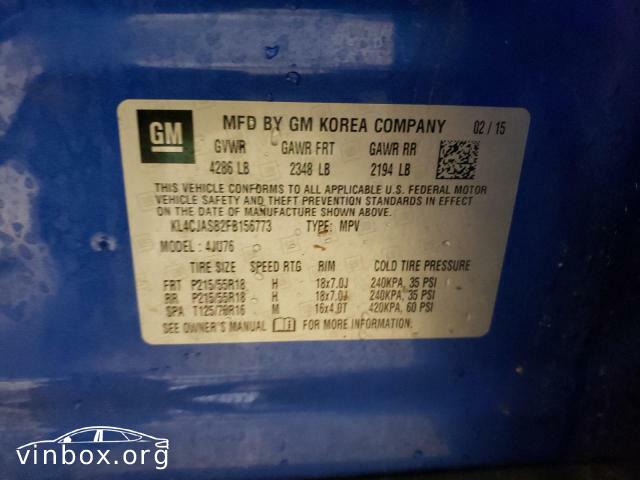 GM
MFD BY GM KOREA COMPANY 02 / 15
GVWR GAWR FRT GAWR RR
4286 LB 2348 LB 2194 LB
THIS VEHICLE CONFORMS TO ALL APPLICABLE U.S. FEDERAL MOTOR
VEHICLE SAFETY AND THEFT PREVENTION STANDARDS IN EFFECT
ON THE DATE OF MANUFACTURE SHOWN ABOVE.
KL4CJASB2FB156773 TYPE: MPV
MODEL: 4JU76
TIRE SIZE SPEED RTG RIM COLD TIRE PRESSURE
FRT P215/55R18 H 18x7.0J 240KPA, 35 PSI
RR P215/55R18 H 18x7.0J 240KPA, 35 PSI
SPA T125/70R16 M 16x4.0T 420KPA, 60 PSI
SEE OWNER'S MANUAL FOR MORE INFORMATION.
vinbox.org